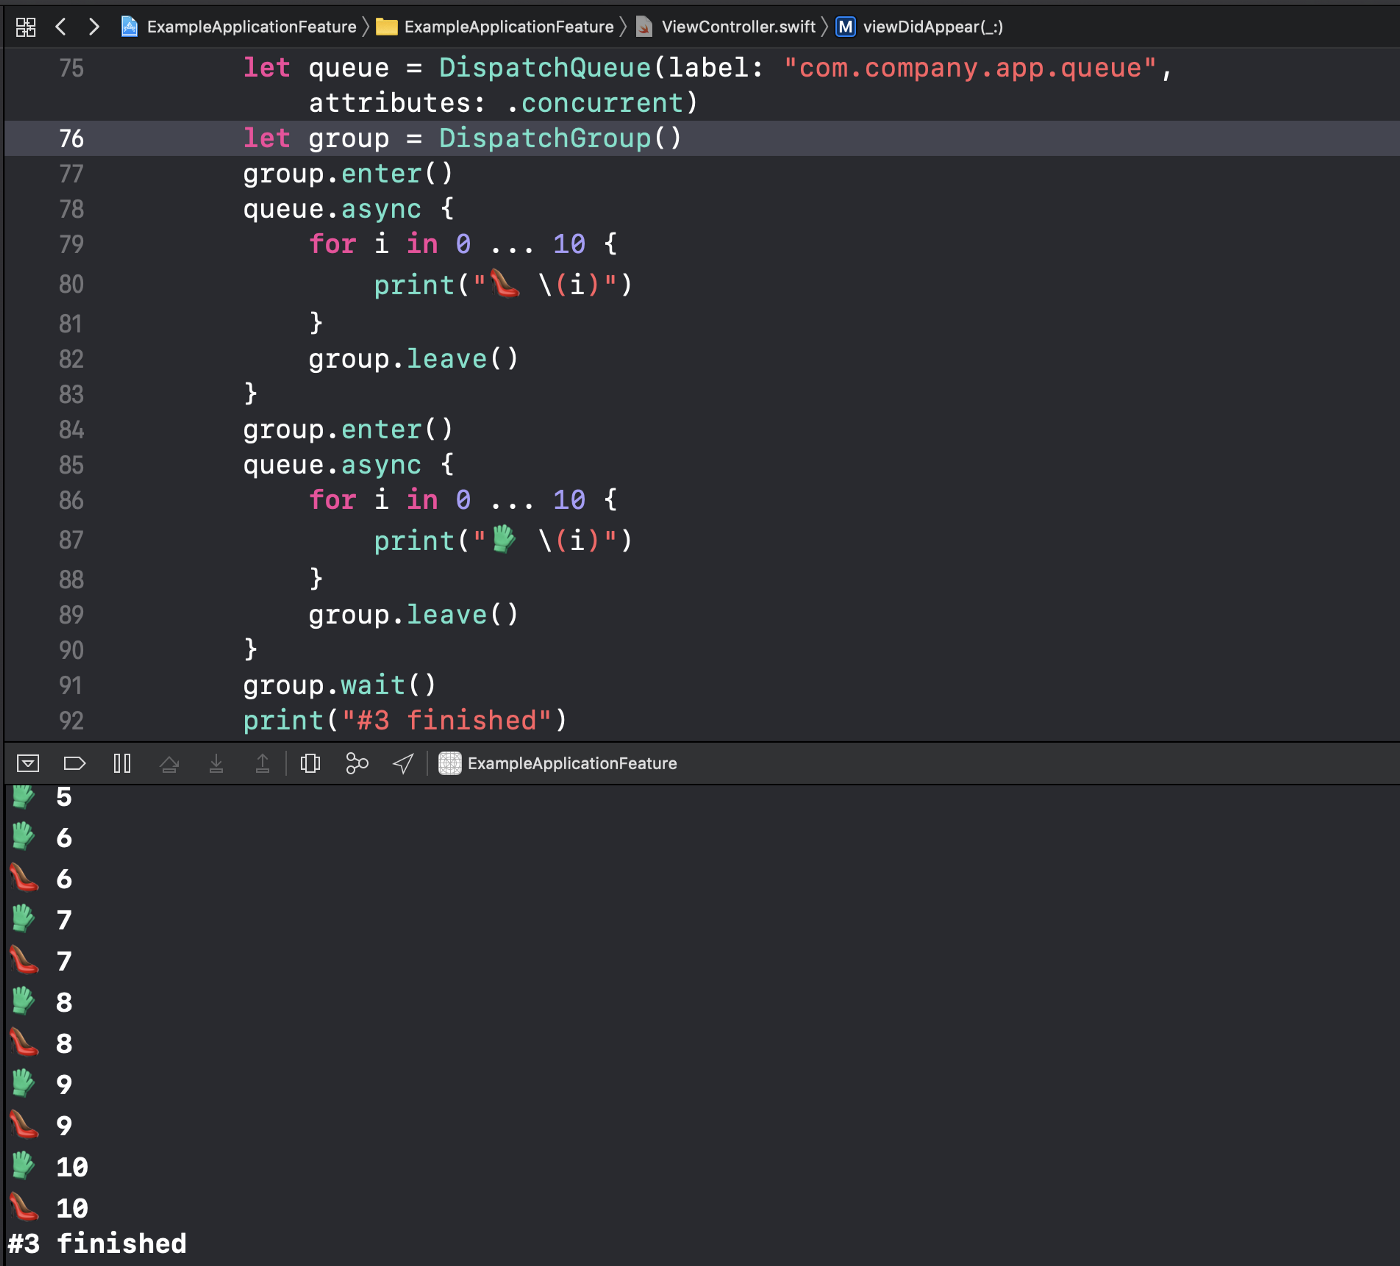 ExampleApplicationFeature ExampleApplicationFeature ViewController.swift M viewDidAppear(_:)
75 let queue = DispatchQueue(label: "com.company.app.queue",
attributes: .concurrent)
76 let group = DispatchGroup()
77 group.enter()
78 queue.async {
79 for i in 0 ... 10 {
80 print("👠 \(i)")
81 }
82 group.leave()
83 }
84 group.enter()
85 queue.async {
86 for i in 0 ... 10 {
87 print("🧤 \(i)")
88 }
89 group.leave()
90 }
91 group.wait()
92 print("#3 finished")
ExampleApplicationFeature
🧤 5
🧤 6
👠 6
🧤 7
👠 7
🧤 8
👠 8
🧤 9
👠 9
🧤 10
👠 10
#3 finished